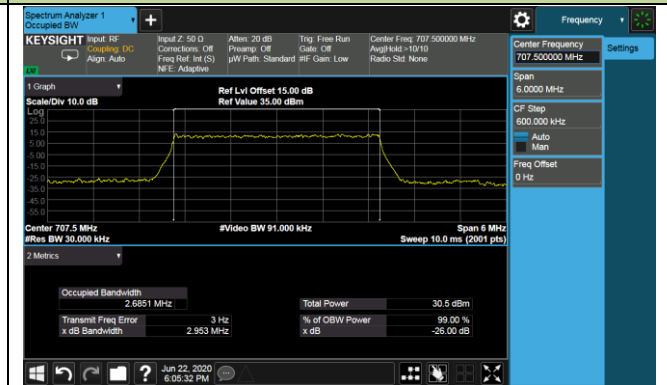 Spectrum Analyzer 1
Occupied BW
+
Frequency
KEYSIGHT
Input: RF
Coupling: DC
Align: Auto
Input Z: 50 Ω
Corrections: Off
Freq Ref: Int (S)
NFE: Adaptive
Atten: 20 dB
Preamp: Off
µW Path: Standard
Trig: Free Run
Gate: Off
#IF Gain: Low
Center Freq: 707.500000 MHz
Avg|Hold:>10/10
Radio Std: None
Center Frequency
707.500000 MHz
Settings
Span
6.0000 MHz
CF Step
600.000 kHz
Auto
Man
Freq Offset
0 Hz
1 Graph
Scale/Div 10.0 dB
Ref Lvl Offset 15.00 dB
Ref Value 35.00 dBm
Log
25.0
15.0
5.00
-5.00
-15.0
-25.0
-35.0
-45.0
-55.0
Center 707.5 MHz
#Video BW 91.000 kHz
Span 6 MHz
#Res BW 30.000 kHz
Sweep 10.0 ms (2001 pts)
2 Metrics
Occupied Bandwidth
2.6851 MHz
Total Power 30.5 dBm
Transmit Freq Error 3 Hz
% of OBW Power 99.00 %
x dB Bandwidth 2.953 MHz
x dB -26.00 dB
?
Jun 22, 2020
6:05:32 PM